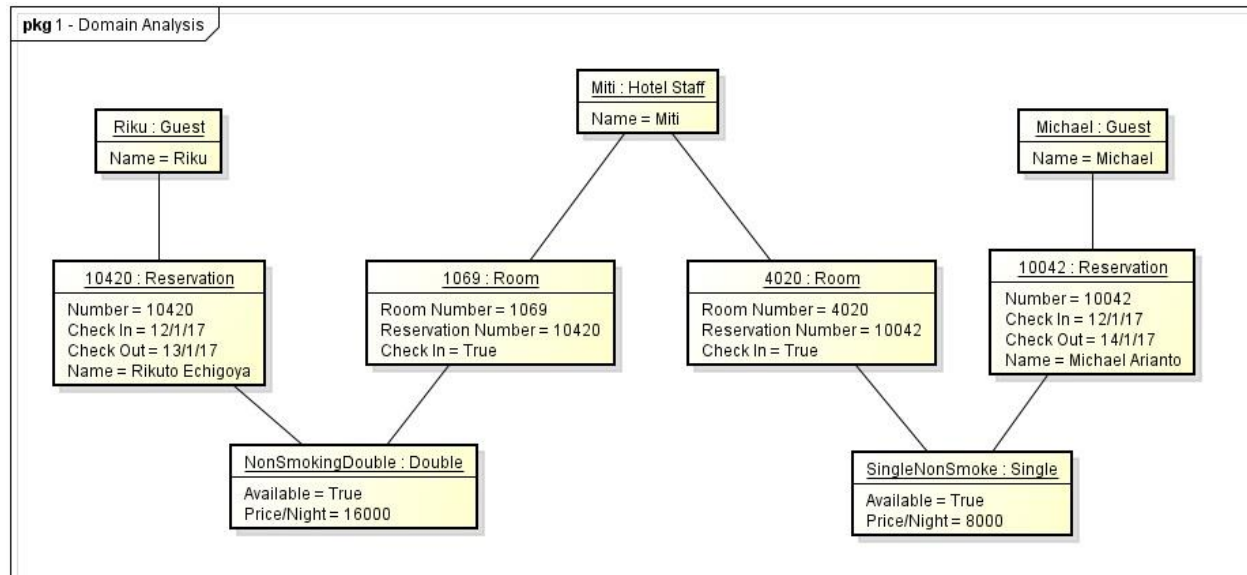 pkg 1 - Domain Analysis
Miti : Hotel Staff
Name = Miti
Riku : Guest
Name = Riku
Michael : Guest
Name = Michael
10420 : Reservation
Number = 10420
Check In = 12/1/17
Check Out = 13/1/17
Name = Rikuto Echigoya
1069 : Room
Room Number = 1069
Reservation Number = 10420
Check In = True
4020 : Room
Room Number = 4020
Reservation Number = 10042
Check In = True
10042 : Reservation
Number = 10042
Check In = 12/1/17
Check Out = 14/1/17
Name = Michael Arianto
NonSmokingDouble : Double
Available = True
Price/Night = 16000
SingleNonSmoke : Single
Available = True
Price/Night = 8000